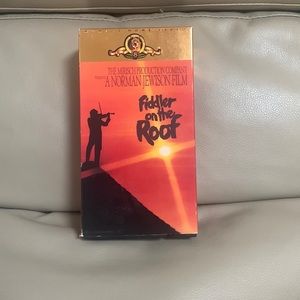 THE MIRISCH PRODUCTION COMPANY
A NORMAN JEWISON FILM
Fiddler
on the
Roof